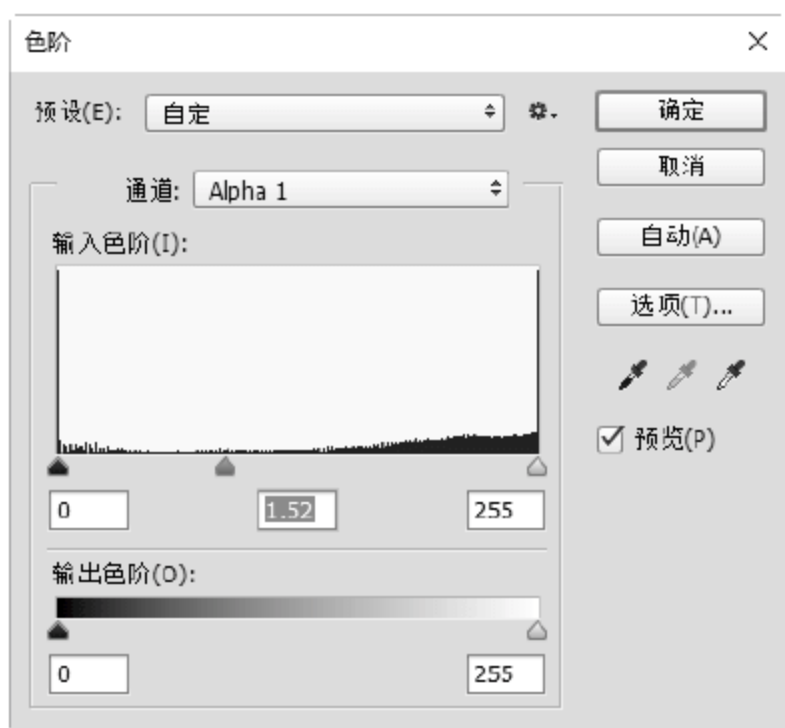 色阶
预设(E): 自定
确定
取消
通道: Alpha 1
自动(A)
输入色阶(I):
选项(T)...
预览(P)
0 1.52 255
输出色阶(O):
0 255